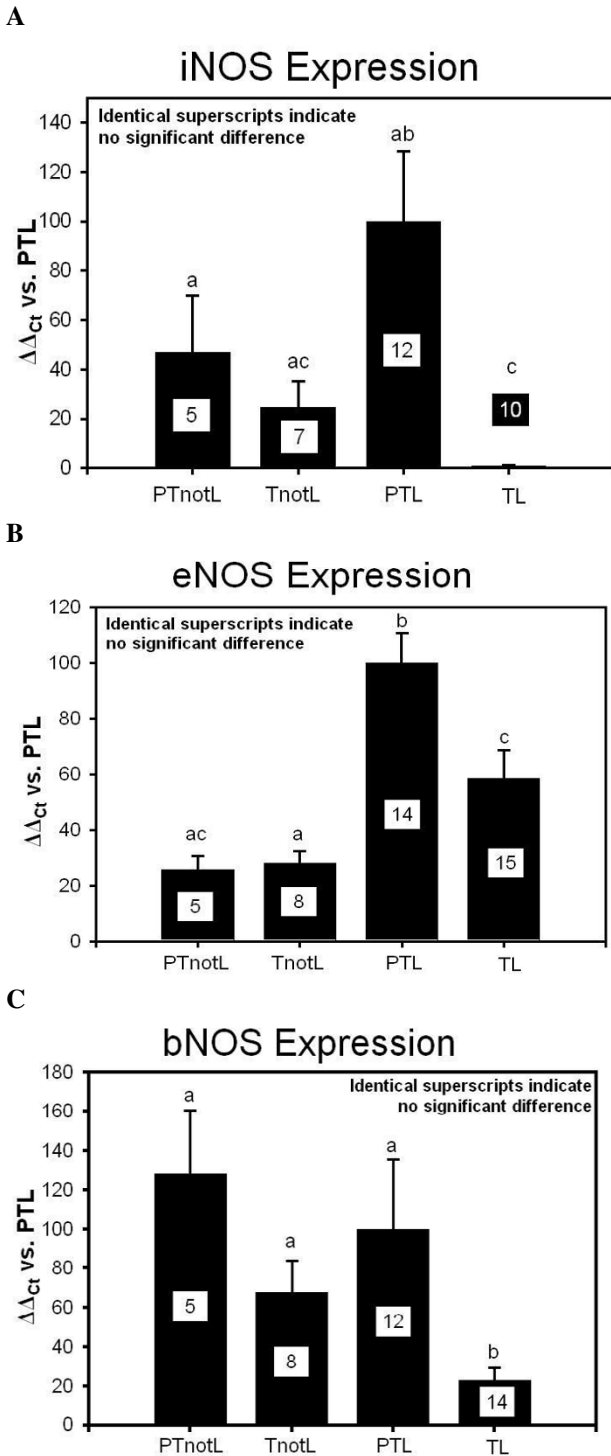 A
iNOS Expression
Identical superscripts indicate
no significant difference
ΔΔCt vs. PTL
140
120
100
80
60
40
20
0
a
ac
ab
c
5
7
12
10
PTnotL TnotL PTL TL
B
eNOS Expression
Identical superscripts indicate
no significant difference
ΔΔCt vs. PTL
120
100
80
60
40
20
0
ac
a
b
c
5
8
14
15
PTnotL TnotL PTL TL
C
bNOS Expression
Identical superscripts indicate
no significant difference
ΔΔCt vs. PTL
180
160
140
120
100
80
60
40
20
0
a
a
a
b
5
8
12
14
PTnotL TnotL PTL TL